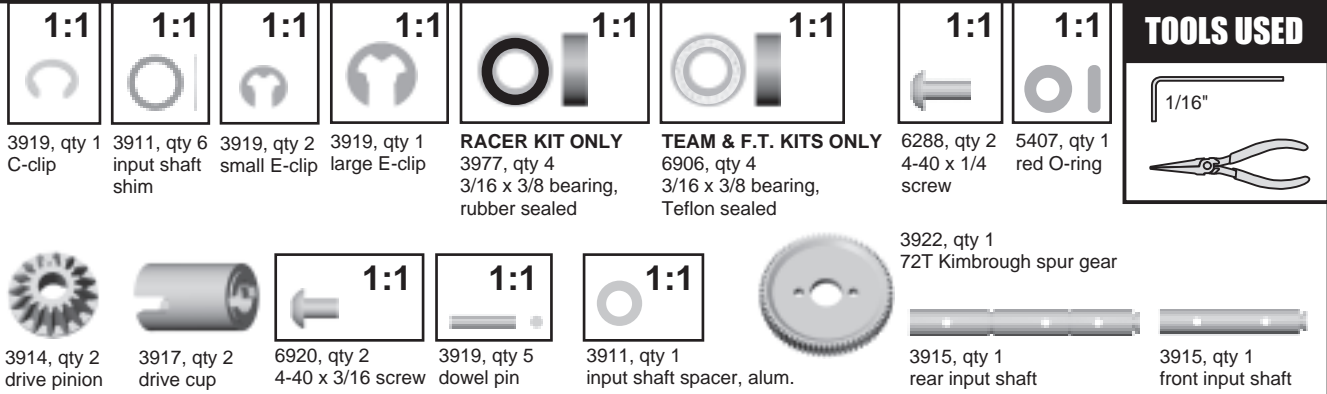 1:1
3919, qty 1
C-clip
1:1
3911, qty 6
input shaft
shim
1:1
3919, qty 2
small E-clip
1:1
3919, qty 1
large E-clip
1:1
RACER KIT ONLY
3977, qty 4
3/16 x 3/8 bearing,
rubber sealed
1:1
TEAM & F.T. KITS ONLY
6906, qty 4
3/16 x 3/8 bearing,
Teflon sealed
1:1
6288, qty 2
4-40 x 1/4
screw
1:1
5407, qty 1
red O-ring
TOOLS USED
1/16"
3914, qty 2
drive pinion
3917, qty 2
drive cup
1:1
6920, qty 2
4-40 x 3/16 screw
1:1
3919, qty 5
dowel pin
1:1
3911, qty 1
input shaft spacer, alum.
3922, qty 1
72T Kimbrough spur gear
3915, qty 1
rear input shaft
3915, qty 1
front input shaft